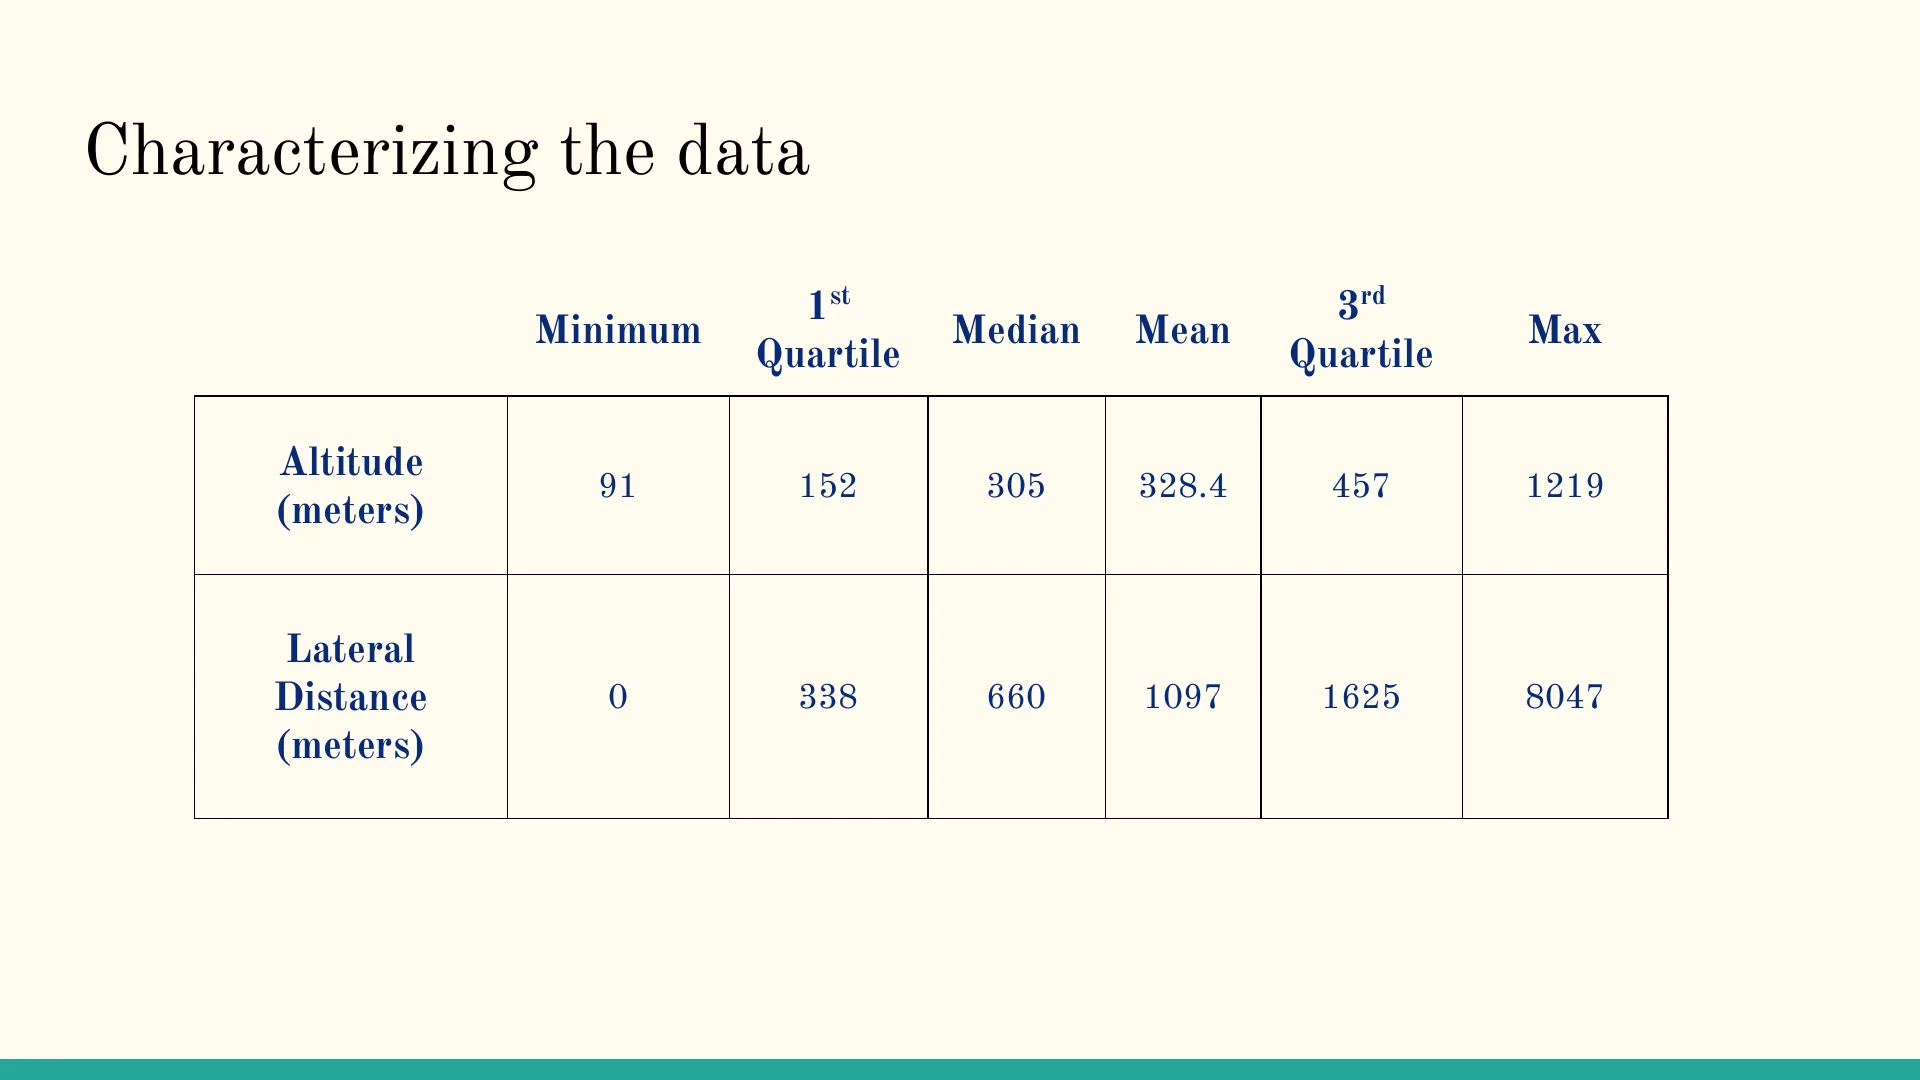 Characterizing the data
Minimum 1st Quartile Median Mean 3rd Quartile Max
Altitude (meters) 91 152 305 328.4 457 1219
Lateral Distance (meters) 0 338 660 1097 1625 8047